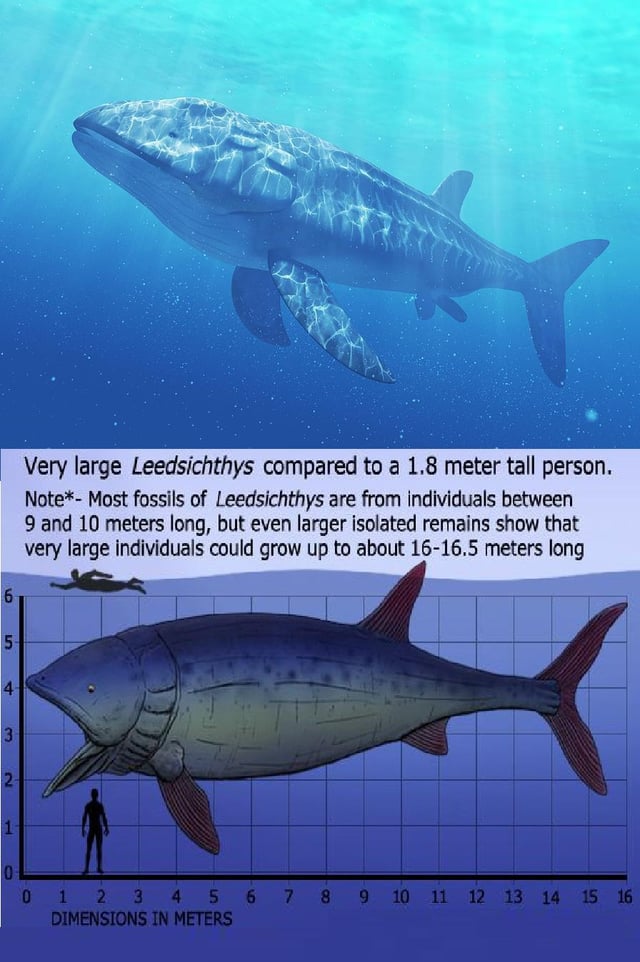 Very large Leedsichthys compared to a 1.8 meter tall person.
Note*- Most fossils of Leedsichthys are from individuals between
9 and 10 meters long, but even larger isolated remains show that
very large individuals could grow up to about 16-16.5 meters long
6
5
4
3
2
1
0
0 1 2 3 4 5 6 7 8 9 10 11 12 13 14 15 16
DIMENSIONS IN METERS